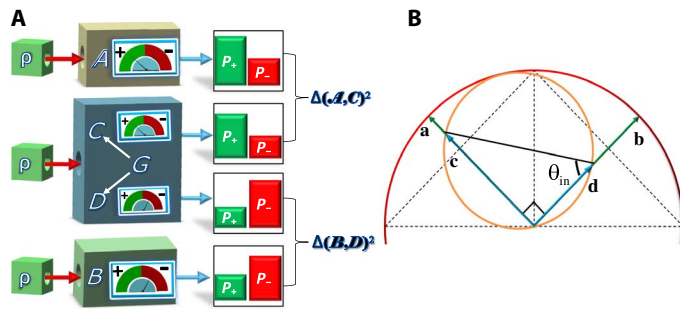 A
ρ
+ -
A
P₊
P₋
Δ(A,C)²
C
G
D
ρ
P₊
P₋
P₊
P₋
Δ(B,D)²
ρ
+ -
B
P₊
P₋
B
a
b
c
d
θin